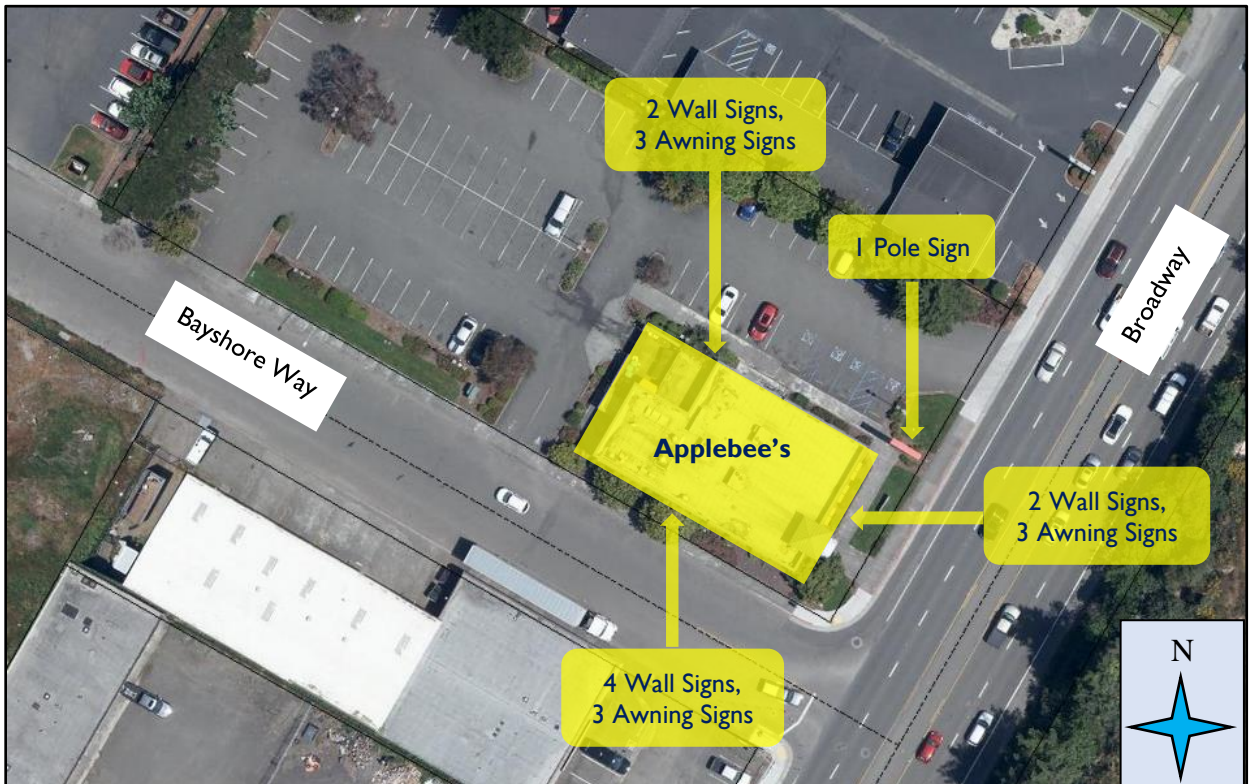 2 Wall Signs,
3 Awning Signs
1 Pole Sign
Broadway
Bayshore Way
Applebee's
2 Wall Signs,
3 Awning Signs
4 Wall Signs,
3 Awning Signs
N